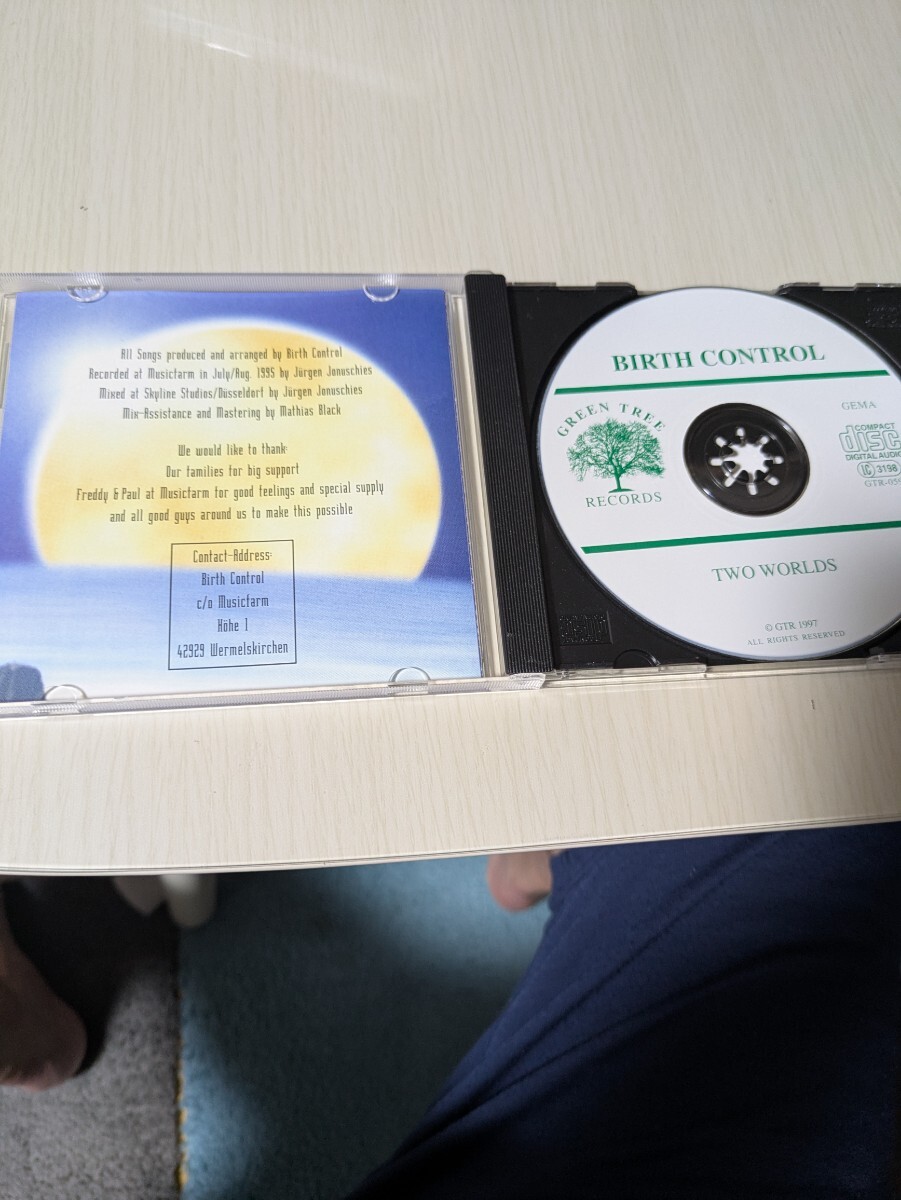 All Songs produced and arranged by Birth Control
Recorded at Musicfarm in July/Aug. 1995 by Jürgen Jonuschies
Mixed at Skyline Studios/Düsseldorf by Jürgen Jonuschies
Mix-Assistance and Mastering by Mathias Black
We would like to thank:
Our families for big support
Freddy & Paul at Musicfarm for good feelings and special supply
and all good guys around us to make this possible
Contact-Address:
Birth Control
c/o Musicfarm
Höhe 1
42929 Wermelskirchen
BIRTH CONTROL
GREEN TREE
RECORDS
GEMA
COMPACT
disc
DIGITAL AUDIO
LC 3198
TWO WORLDS
© GTR 1997
ALL RIGHTS RESERVED